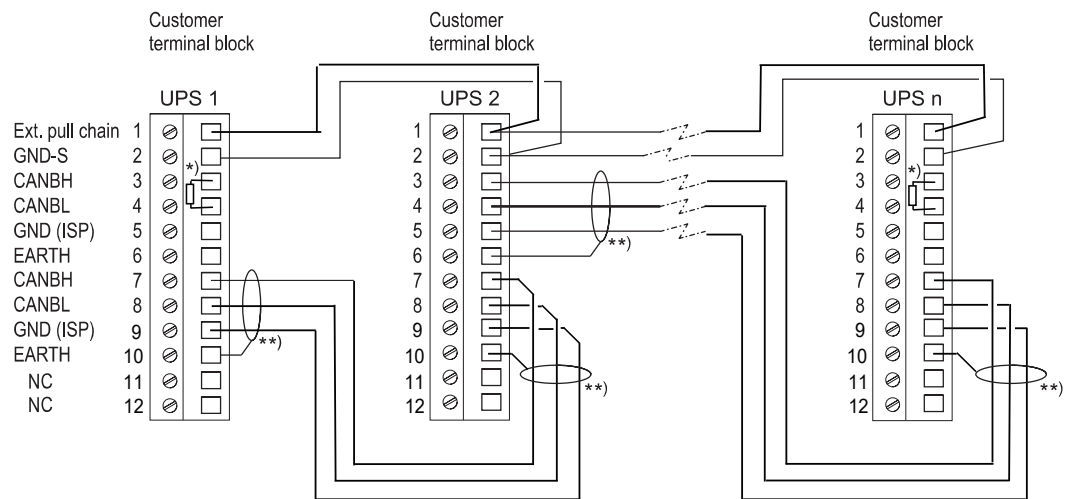 Customer
terminal block
Customer
terminal block
Customer
terminal block
UPS 1
UPS 2
UPS n
Ext. pull chain 1
GND-S 2
CANBH 3
CANBL 4
GND (ISP) 5
EARTH 6
CANBH 7
CANBL 8
GND (ISP) 9
EARTH 10
NC 11
NC 12
*)
**)
1
2
3
4
5
6
7
8
9
10
11
12
**)
**)
1
2
3
4
5
6
7
8
9
10
11
12
*)
**)